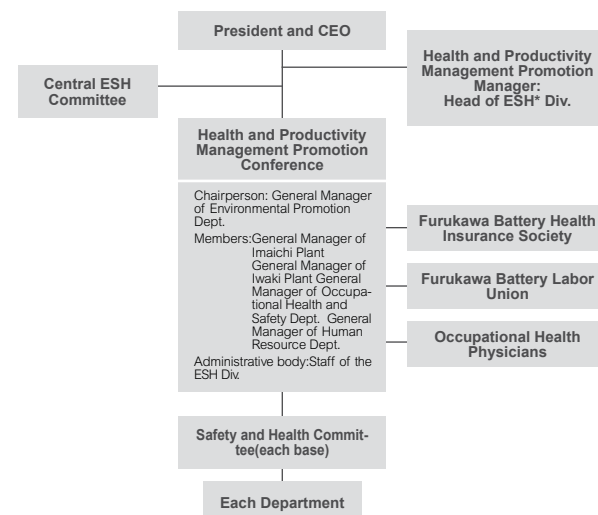 President and CEO
Health and Productivity
Management Promotion
Manager:
Head of ESH* Div.
Central ESH
Committee
Health and Productivity
Management Promotion
Conference
Chairperson: General Manager
of Environmental Promotion
Dept.
Members:General Manager of
Imaichi Plant
General Manager of
Iwaki Plant General
Manager of Occupa-
tional Health and
Safety Dept. General
Manager of Human
Resource Dept.
Administrative body:Staff of the
ESH Div.
Furukawa Battery Health
Insurance Society
Furukawa Battery Labor
Union
Occupational Health
Physicians
Safety and Health Commit-
tee(each base)
Each Department